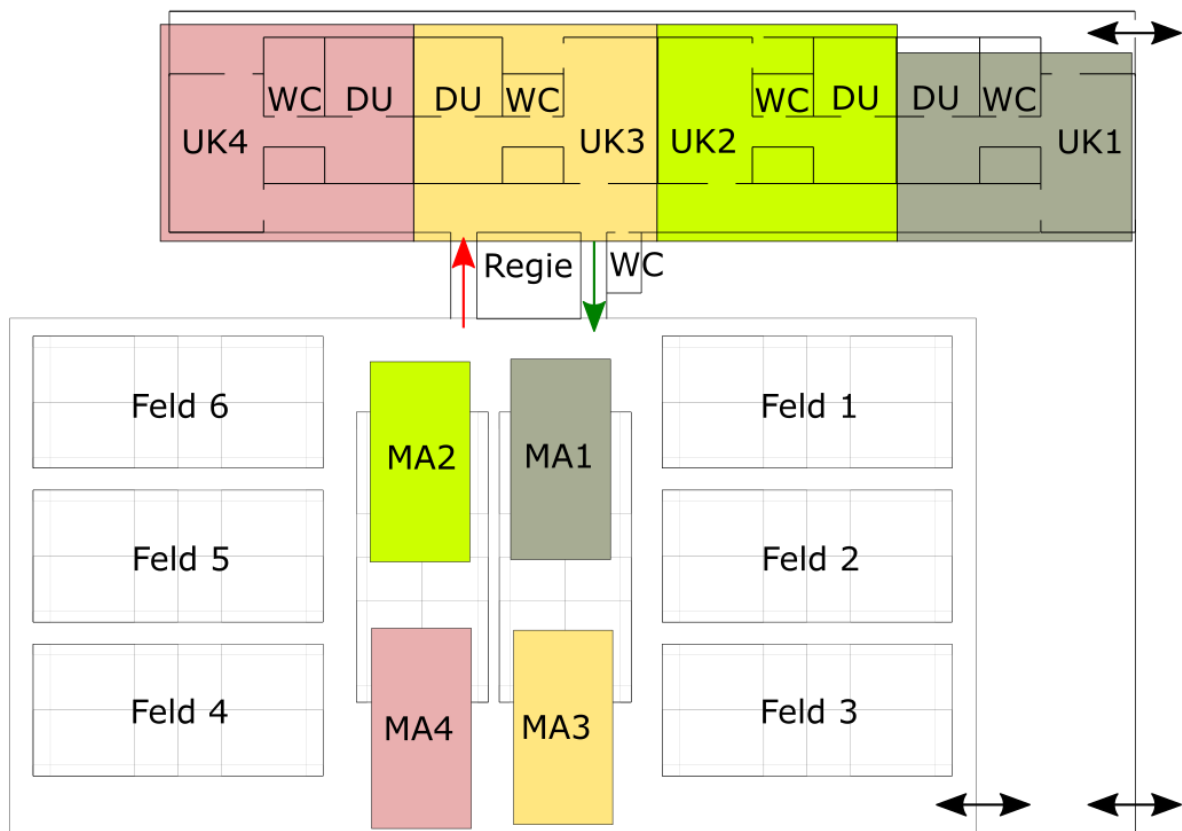 WC DU DU WC WC DU DU WC
UK4 UK3 UK2 UK1
Regie WC
Feld 6 Feld 1
MA2 MA1
Feld 5 Feld 2
Feld 4 Feld 3
MA4 MA3